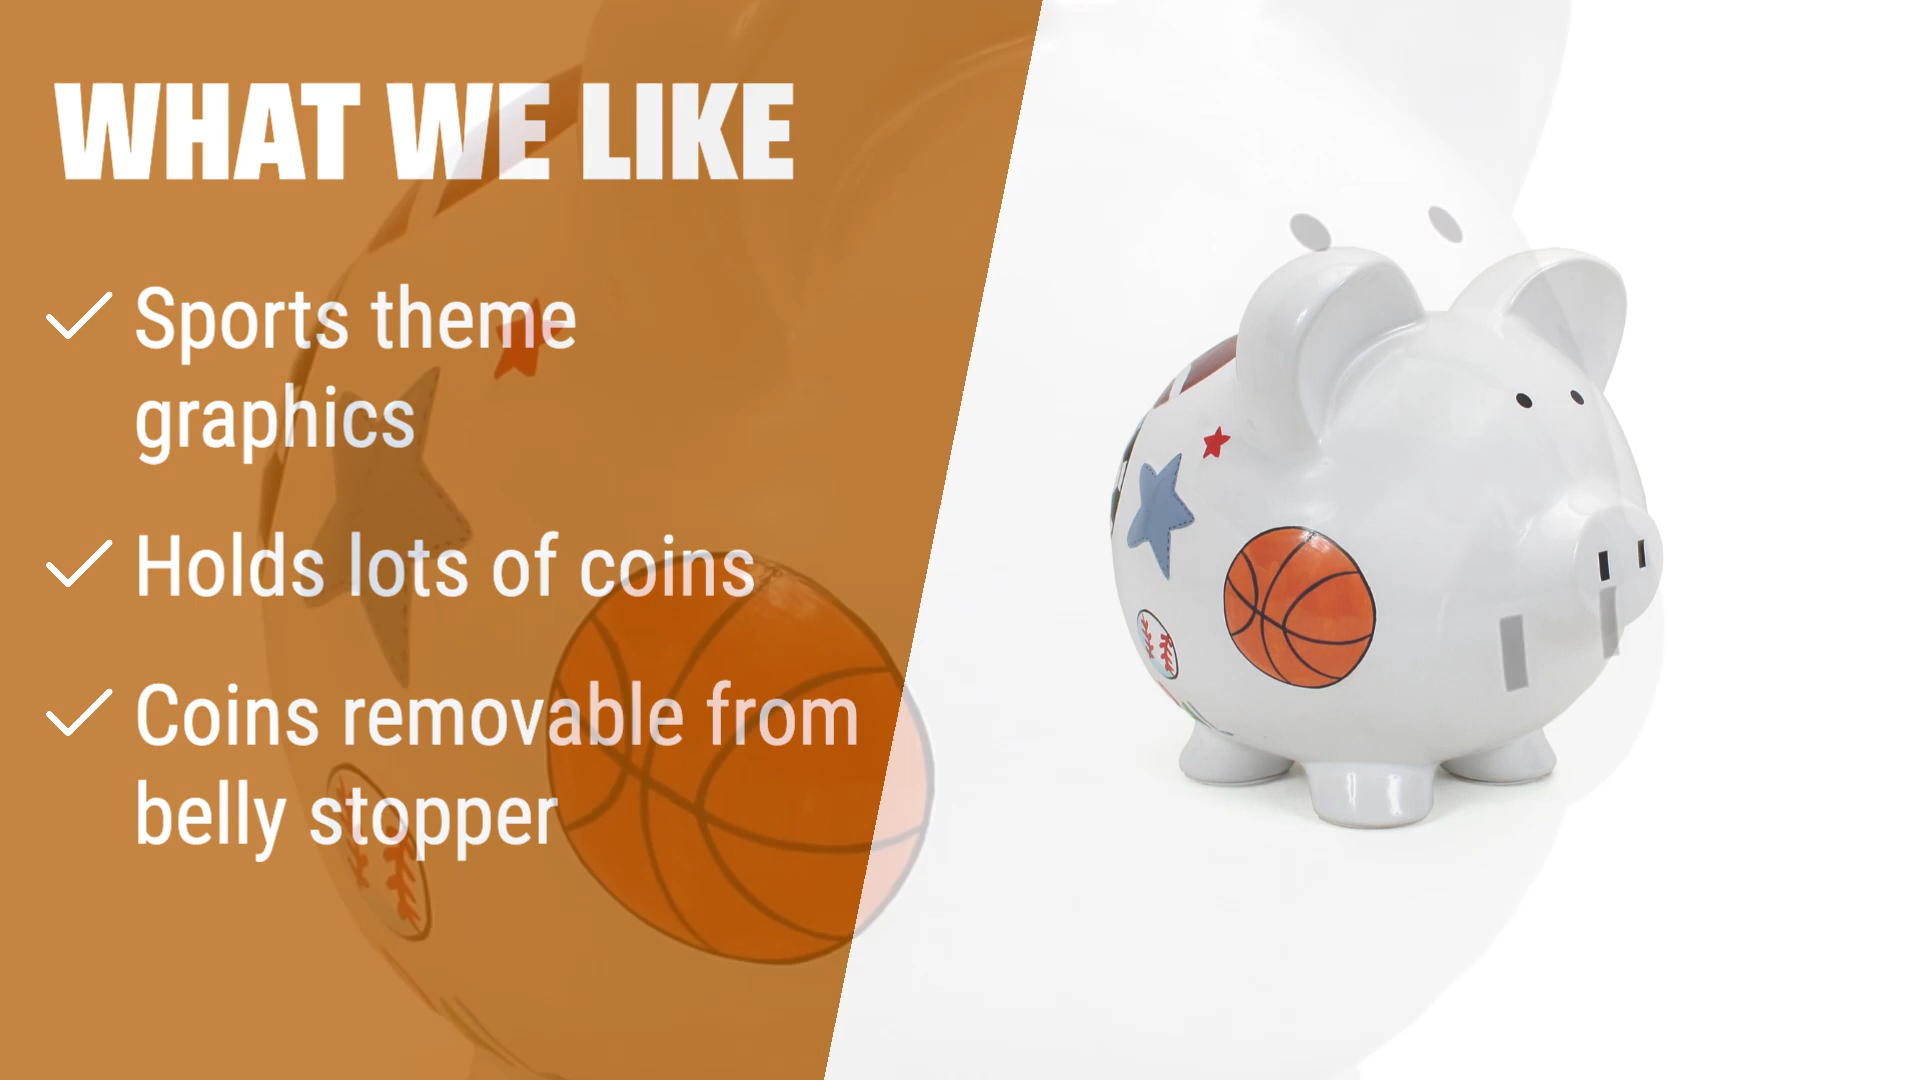 WHAT WE LIKE
Sports theme
graphics
Holds lots of coins
Coins removable from
belly stopper